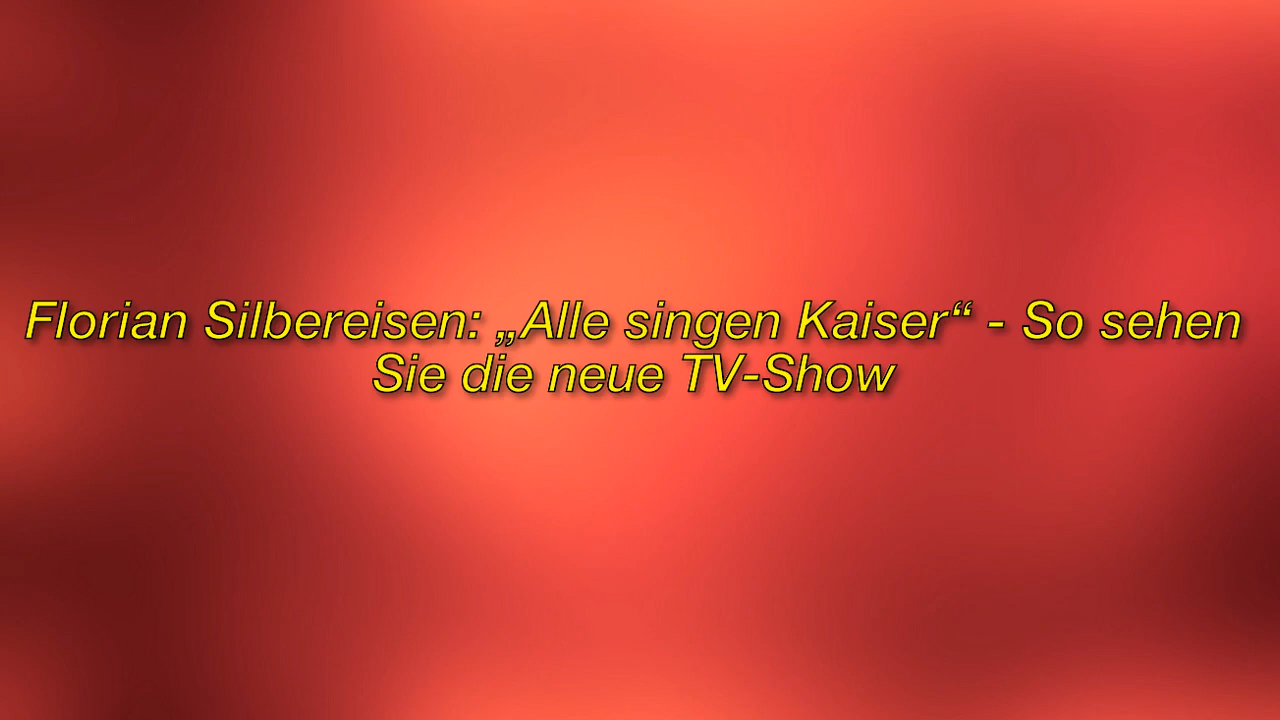 Florian Silbereisen: „Alle singen Kaiser“ - So sehen
Sie die neue TV-Show